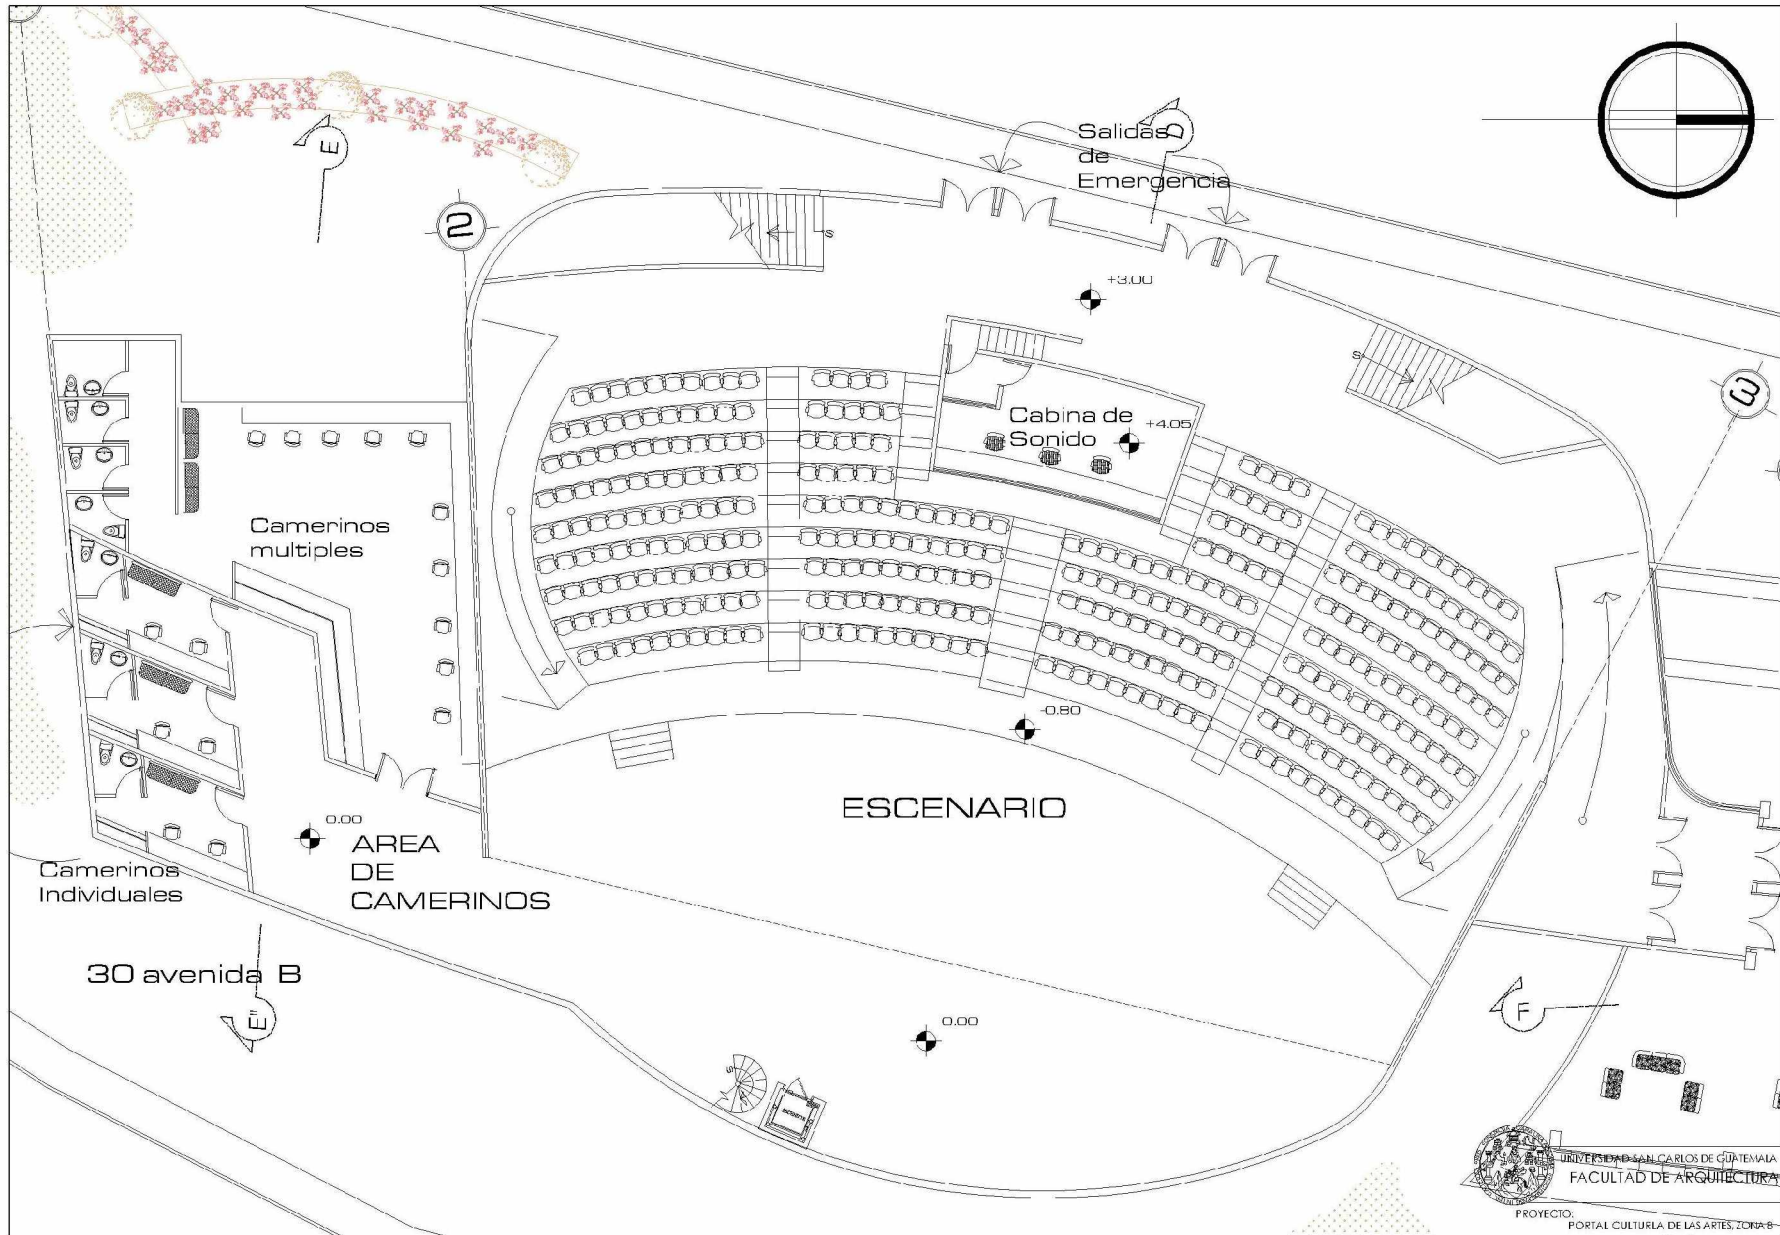 Salidas
de
Emergencia
D
E
2
S
+3.00
S
3
Cabina de
Sonido
+4.05
Camerinos
multiples
-0.80
ESCENARIO
0.00
AREA
DE
CAMERINOS
Camerinos
Individuales
30 avenida B
E"
F
0.00
S
UNIVERSIDAD SAN CARLOS DE GUATEMALA
FACULTAD DE ARQUITECTURA
PROYECTO:
PORTAL CULTURLA DE LAS ARTES, ZONA 8